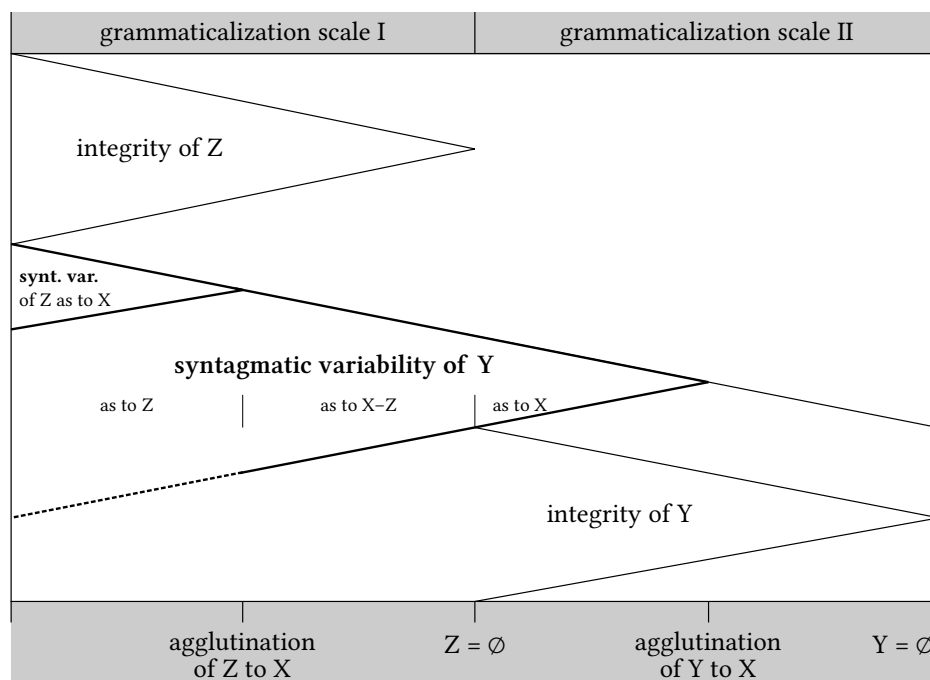 grammaticalization scale I
grammaticalization scale II
integrity of Z
synt. var.
of Z as to X
syntagmatic variability of Y
as to Z
as to X–Z
as to X
integrity of Y
agglutination
of Z to X
Z = ∅
agglutination
of Y to X
Y = ∅